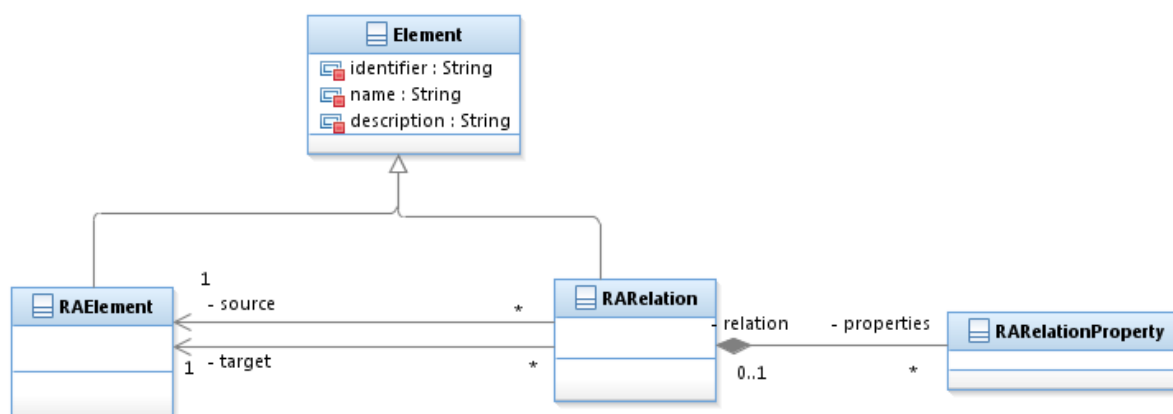 Element
identifier : String
name : String
description : String
1
RAElement
- source
*
RARelation
- relation
- properties
RARelationProperty
1
- target
*
0..1
*